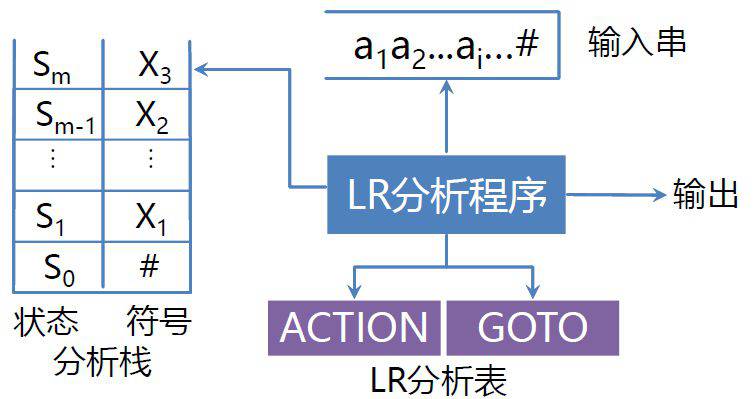 a1a2...ai...# 输入串
Sm X3
Sm-1 X2
⋮ ⋮
S1 X1
S0 #
状态 符号
分析栈
LR分析程序
输出
ACTION GOTO
LR分析表